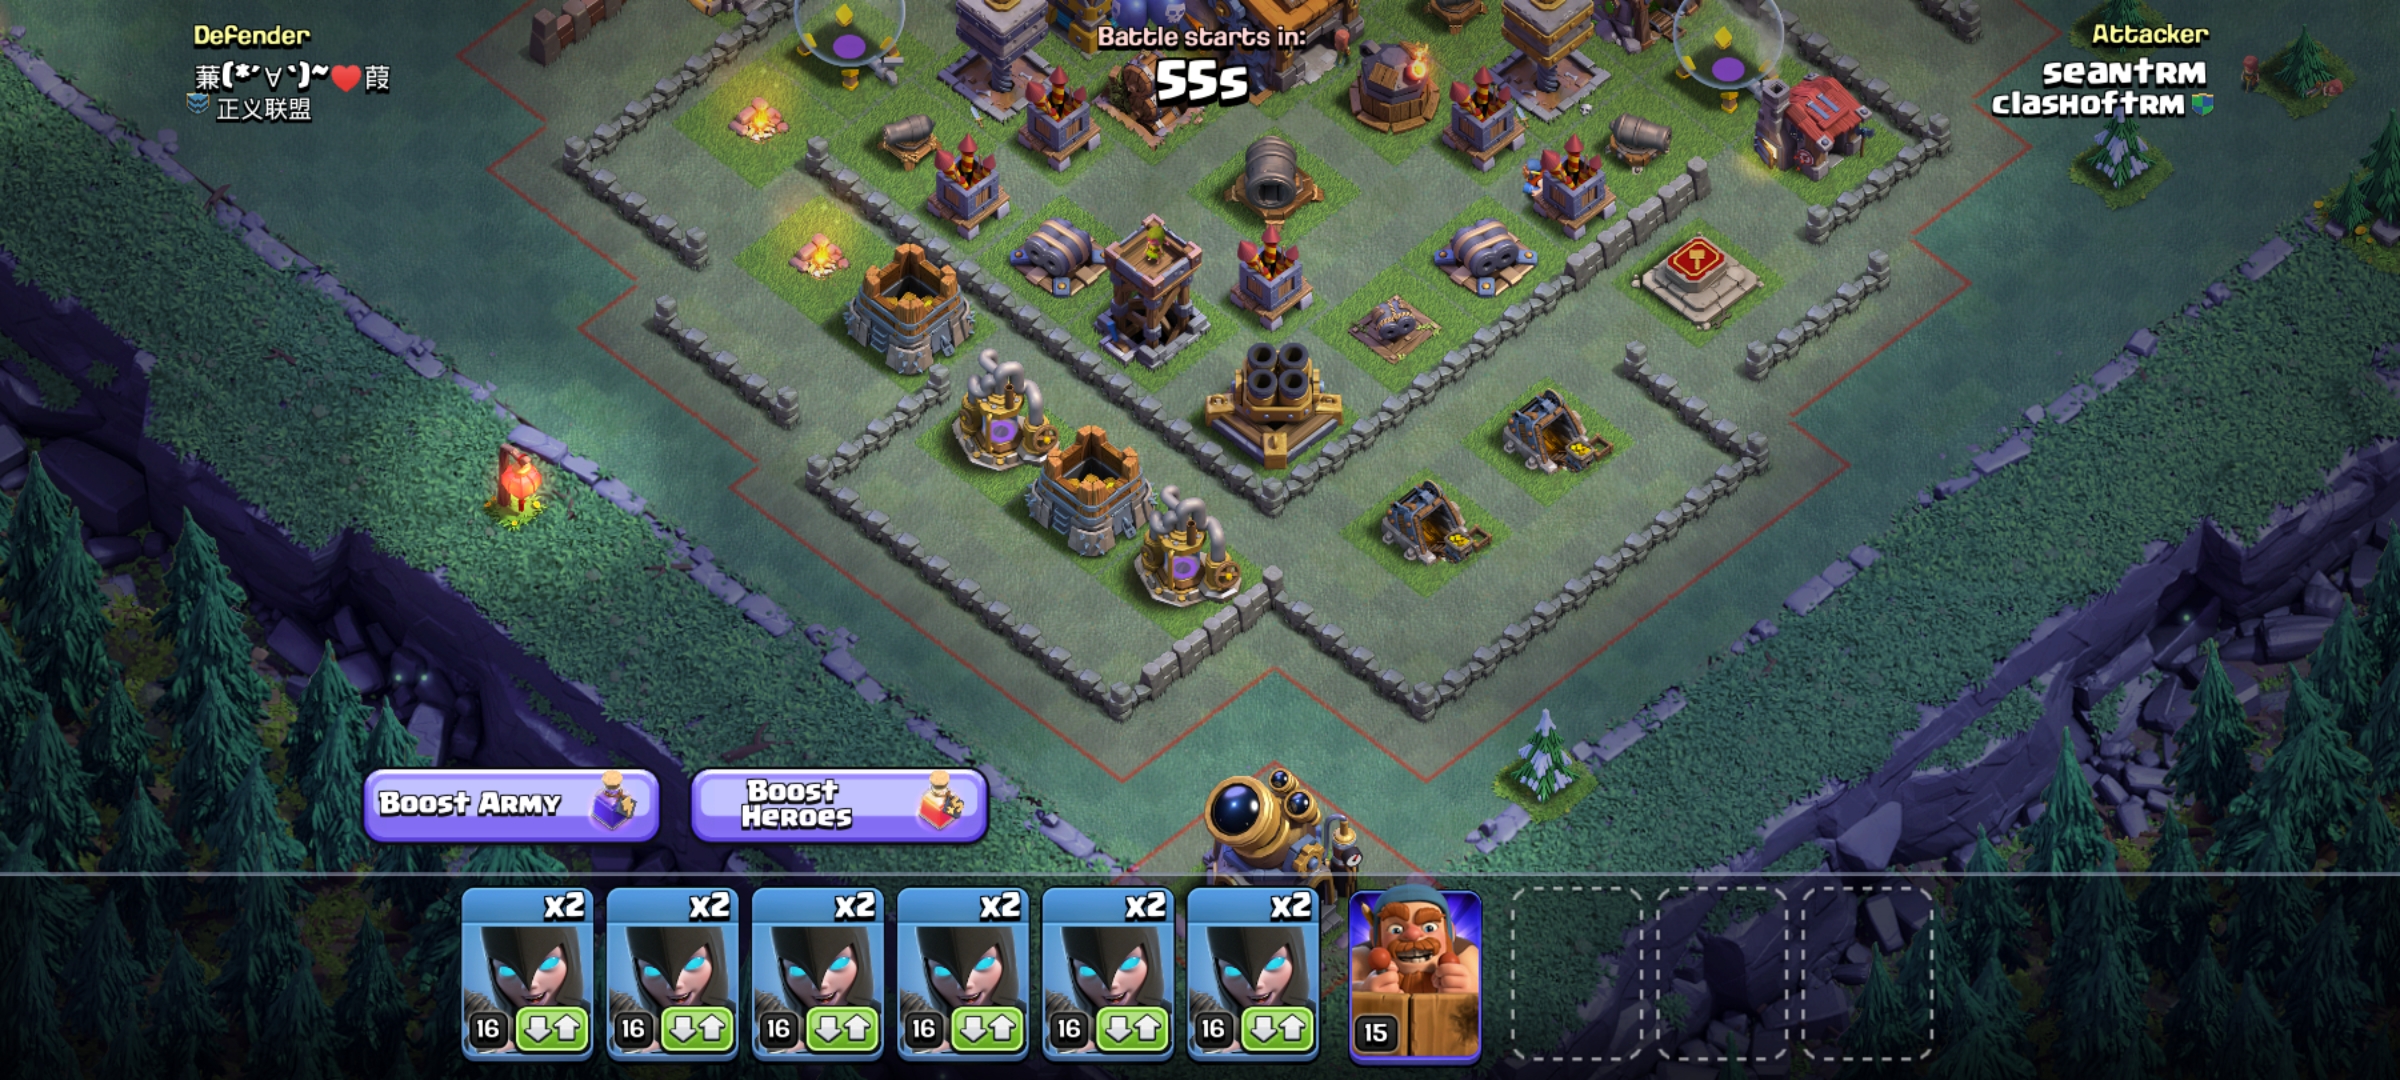 Defender
蒹(*′∀`)~❤️葭
正义联盟
Battle starts in:
55s
Attacker
seantRM
clashoftRM
Boost Army
Boost
Heroes
x2
x2
x2
x2
x2
x2
16
16
16
16
16
16
15